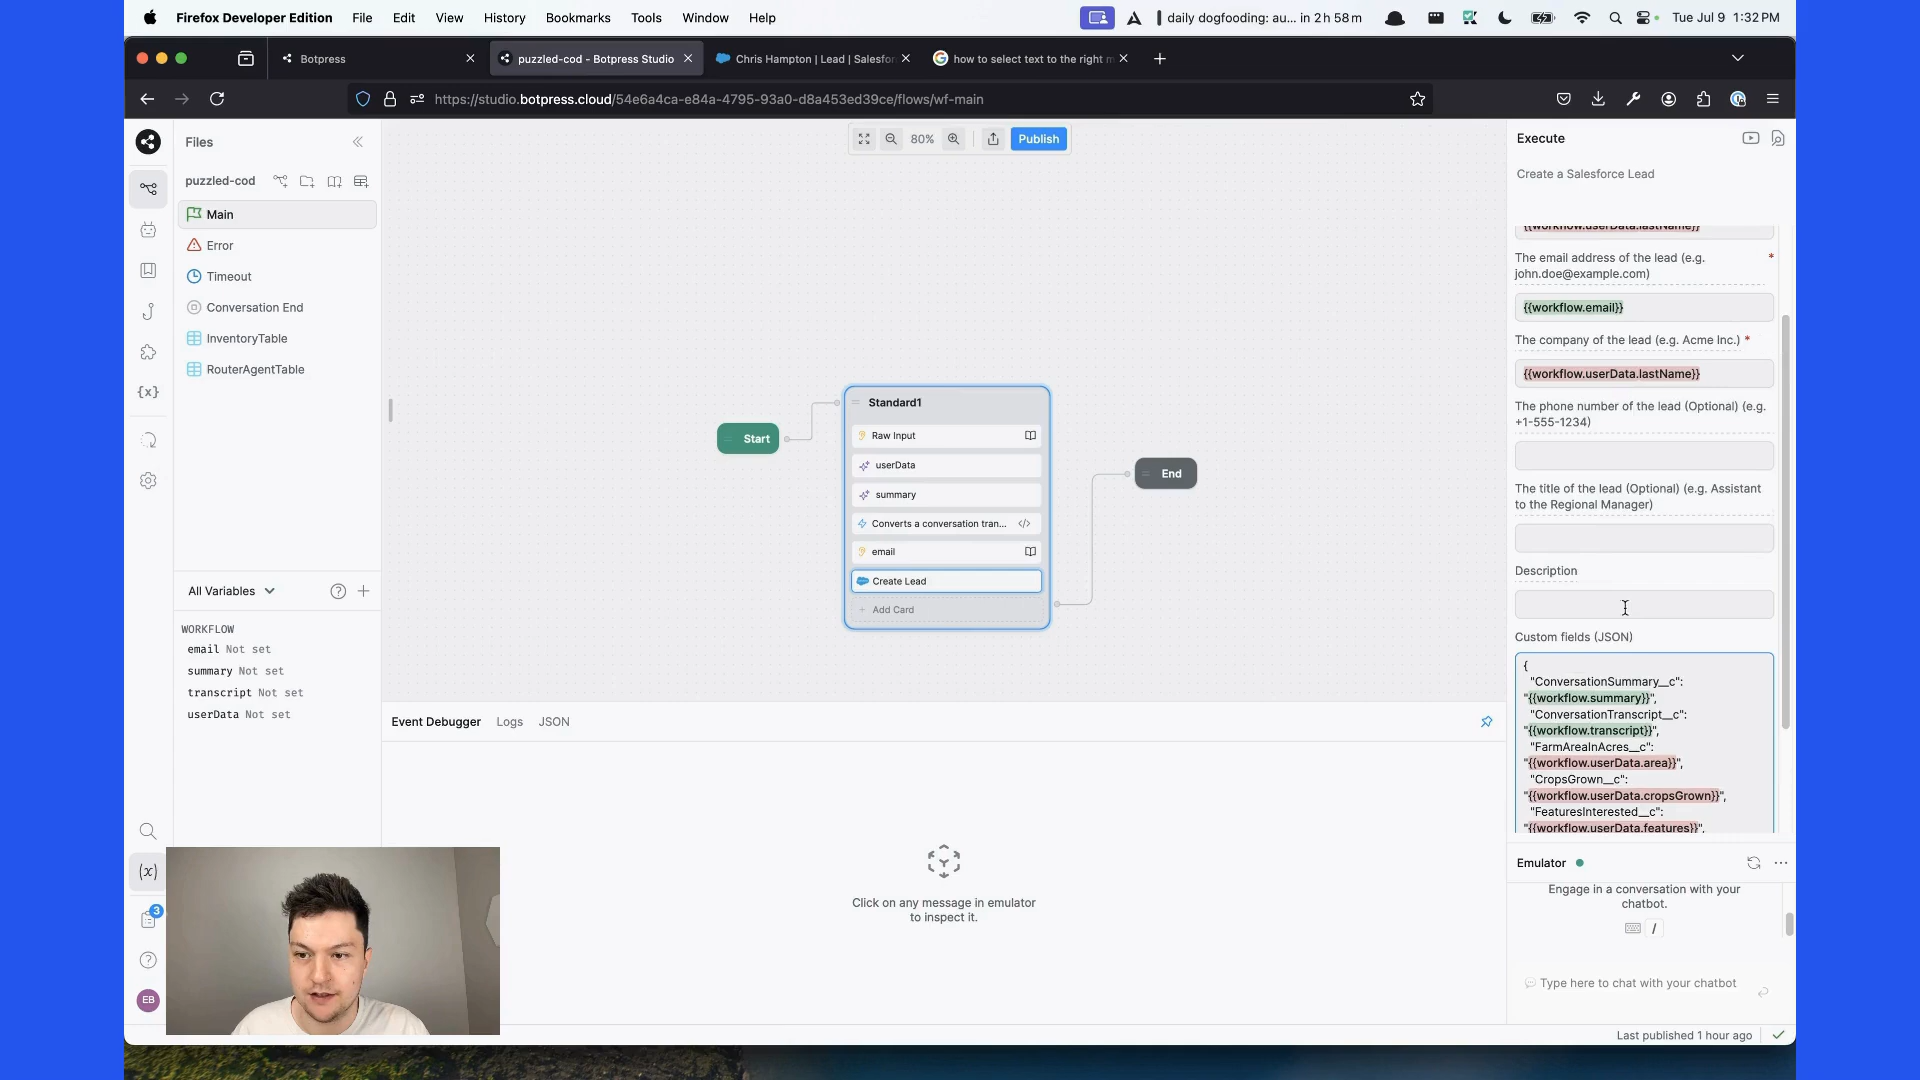 Firefox Developer Edition File Edit View History Bookmarks Tools Window Help
daily dogfooding: au... in 2 h 58 m
Tue Jul 9 1:32 PM
Botpress
puzzled-cod - Botpress Studio
Chris Hampton | Lead | Salesfor
how to select text to the right m
https://studio.botpress.cloud/54e6a4ca-e84a-4795-93a0-d8a453ed39ce/flows/wf-main
Files
puzzled-cod
Main
Error
Timeout
Conversation End
InventoryTable
RouterAgentTable
All Variables
WORKFLOW
email Not set
summary Not set
transcript Not set
userData Not set
{x}
(x)
3
EB
80%
Publish
Start
Standard1
Raw Input
userData
summary
Converts a conversation tran...
email
Create Lead
+ Add Card
End
Event Debugger Logs JSON
Click on any message in emulator
to inspect it.
Execute
Create a Salesforce Lead
{{workflow.userData.lastName}}
The email address of the lead (e.g. *
john.doe@example.com)
{{workflow.email}}
The company of the lead (e.g. Acme Inc.) *
{{workflow.userData.lastName}}
The phone number of the lead (Optional) (e.g.
+1-555-1234)
The title of the lead (Optional) (e.g. Assistant
to the Regional Manager)
Description
Custom fields (JSON)
{
"ConversationSummary__c":
"{{workflow.summary}}",
"ConversationTranscript__c":
"{{workflow.transcript}}",
"FarmAreaInAcres__c":
"{{workflow.userData.area}}",
"CropsGrown__c":
"{{workflow.userData.cropsGrown}}",
"FeaturesInterested__c":
"{{workflow.userData.features}}",
Emulator
Engage in a conversation with your
chatbot.
/
Type here to chat with your chatbot
Last published 1 hour ago